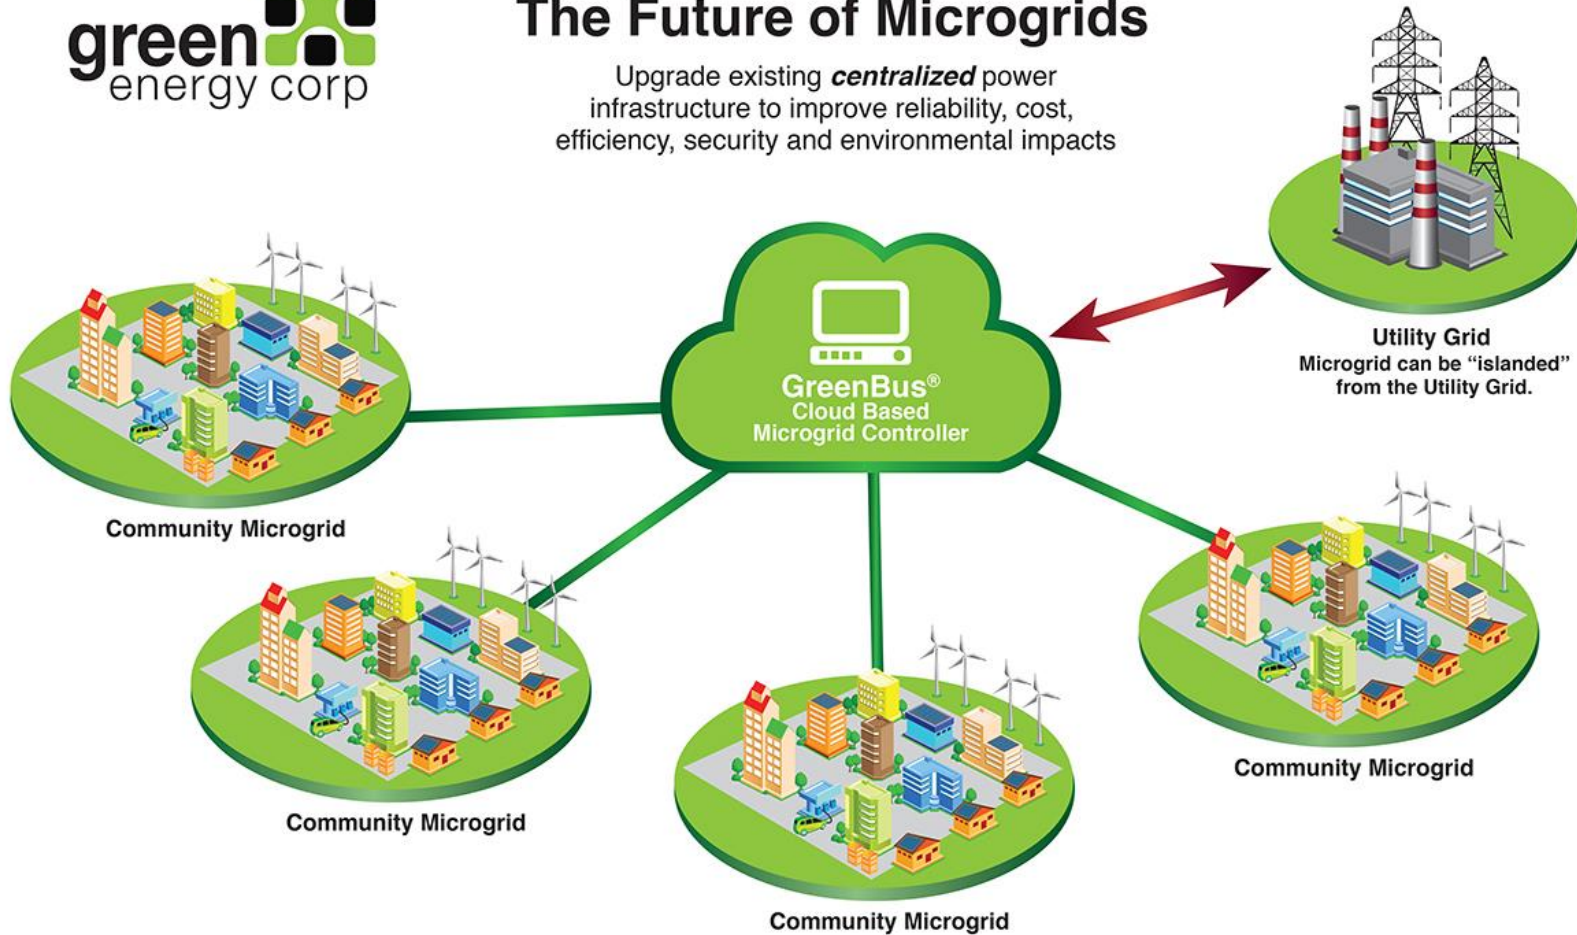 green
energy corp
The Future of Microgrids
Upgrade existing centralized power
infrastructure to improve reliability, cost,
efficiency, security and environmental impacts
Utility Grid
Microgrid can be “islanded”
from the Utility Grid.
GreenBus®
Cloud Based
Microgrid Controller
Community Microgrid
Community Microgrid
Community Microgrid
Community Microgrid